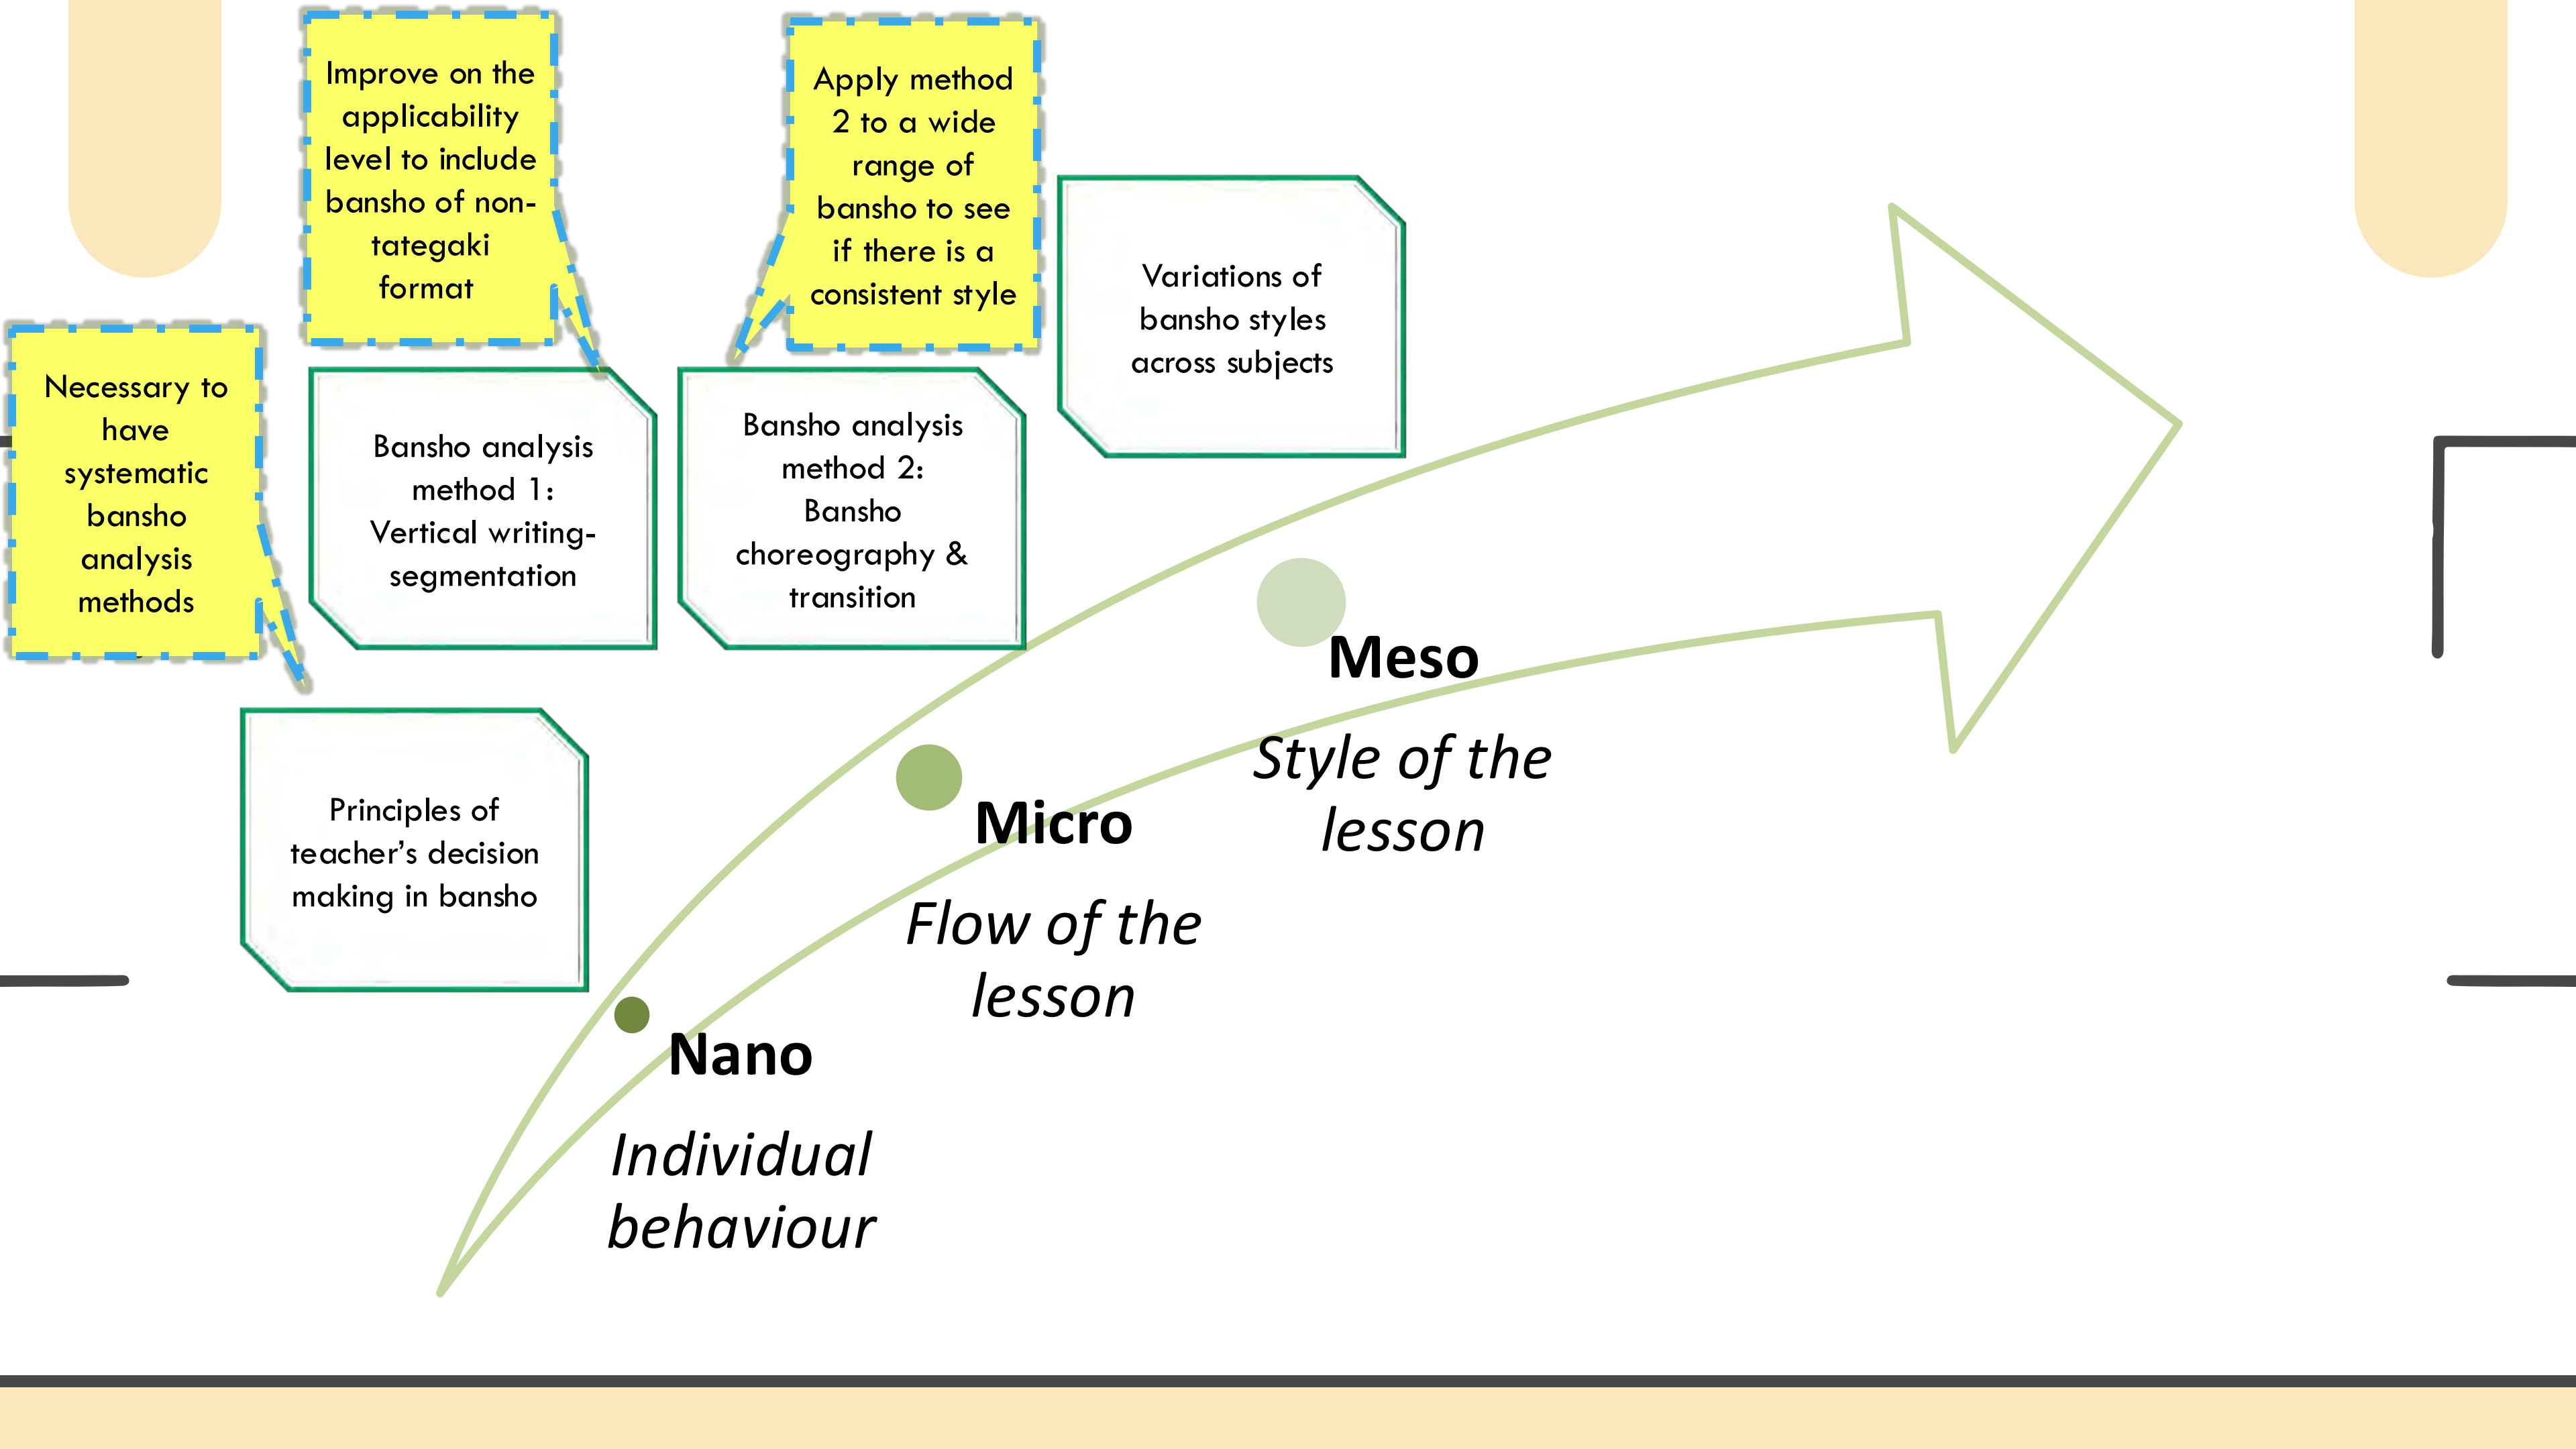 Improve on the
applicability
level to include
bansho of non-
tategaki
format
Apply method
2 to a wide
range of
bansho to see
if there is a
consistent style
Variations of
bansho styles
across subjects
Necessary to
have
systematic
bansho
analysis
methods
Bansho analysis
method 1:
Vertical writing-
segmentation
Bansho analysis
method 2:
Bansho
choreography &
transition
Principles of
teacher’s decision
making in bansho
Meso
Style of the
lesson
Micro
Flow of the
lesson
Nano
Individual
behaviour